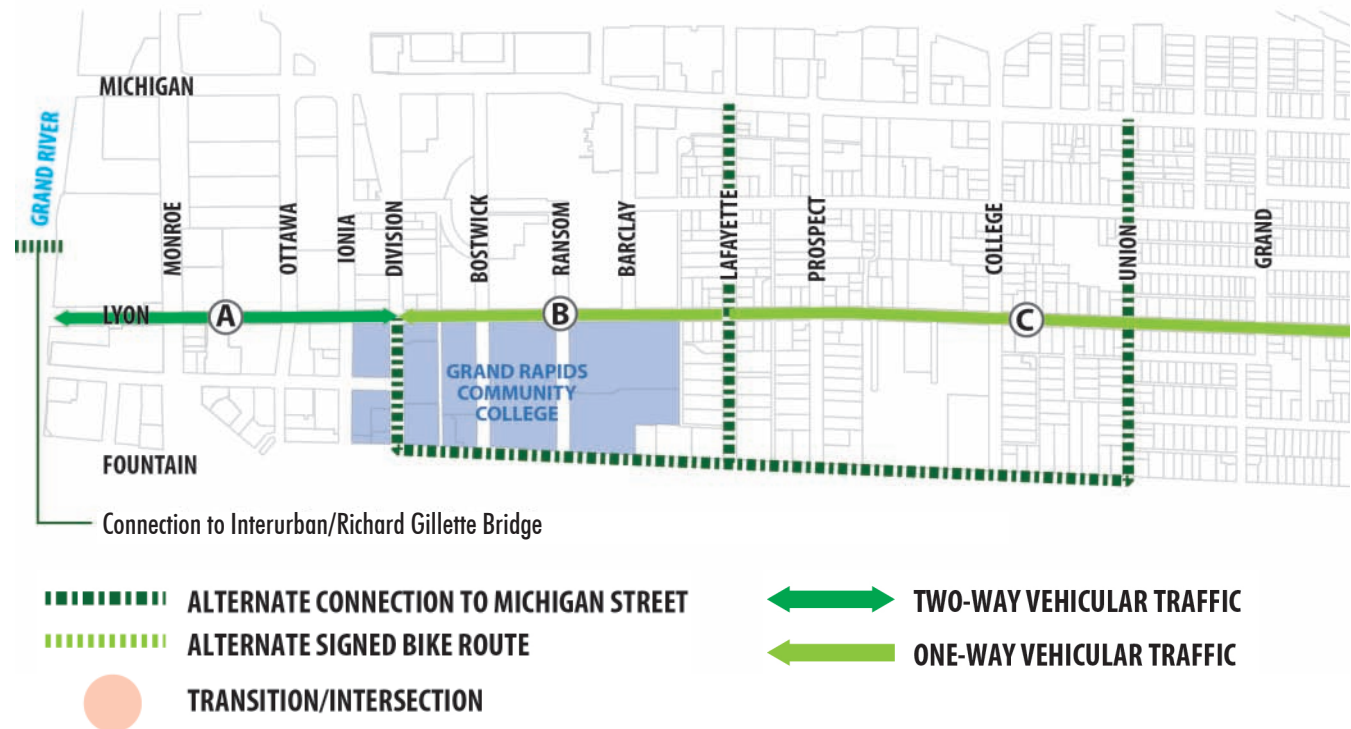 MICHIGAN
GRAND RIVER
MONROE
OTTAWA
IONIA
DIVISION
BOSTWICK
RANSOM
BARCLAY
LAFAYETTE
PROSPECT
COLLEGE
UNION
GRAND
LYON
A
B
C
GRAND RAPIDS
COMMUNITY
COLLEGE
FOUNTAIN
Connection to Interurban/Richard Gillette Bridge
ALTERNATE CONNECTION TO MICHIGAN STREET
ALTERNATE SIGNED BIKE ROUTE
TRANSITION/INTERSECTION
TWO-WAY VEHICULAR TRAFFIC
ONE-WAY VEHICULAR TRAFFIC